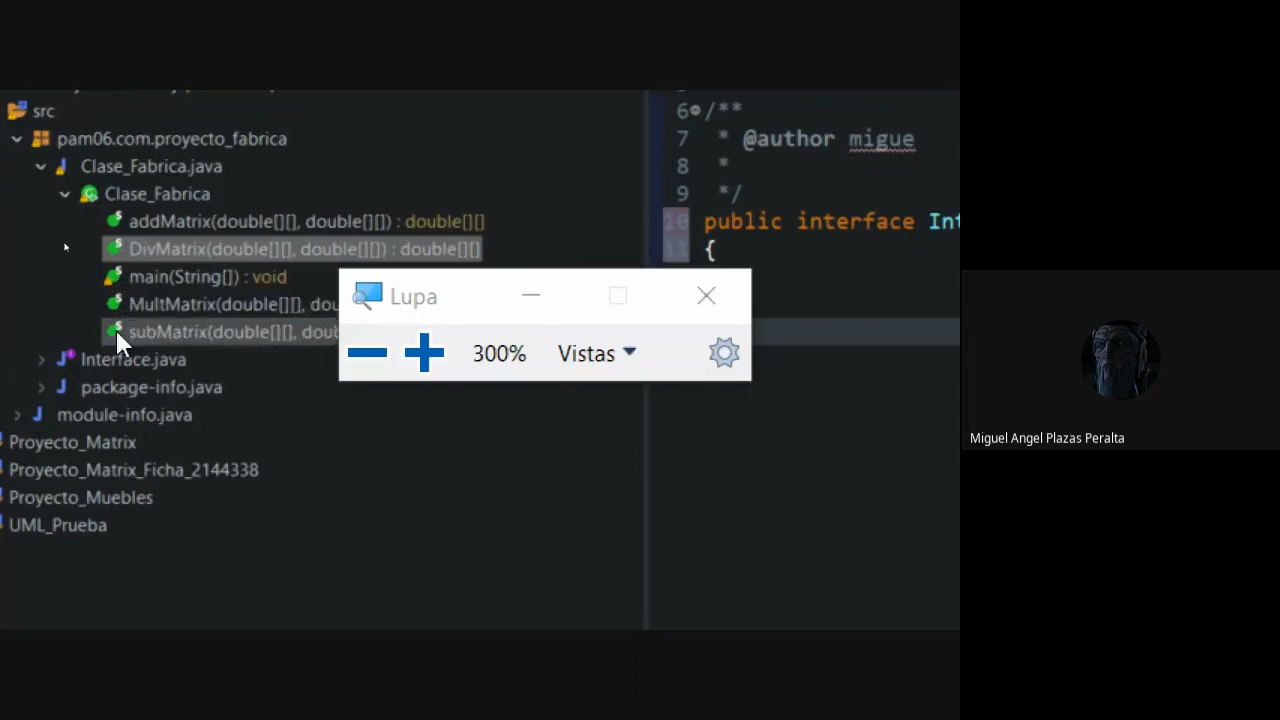 src
pam06.com.proyecto_fabrica
Clase_Fabrica.java
Clase_Fabrica
addMatrix(double[][], double[][]) : double[][]
DivMatrix(double[][], double[][]) : double[][]
main(String[]) : void
MultMatrix(double[][], dou
subMatrix(double[][], doub
Interface.java
package-info.java
module-info.java
Proyecto_Matrix
Proyecto_Matrix_Ficha_2144338
Proyecto_Muebles
UML_Prueba
Lupa
300% Vistas
6 /**
7 * @author migue
8 *
9 */
10 public interface Int
11 {
Miguel Angel Plazas Peralta